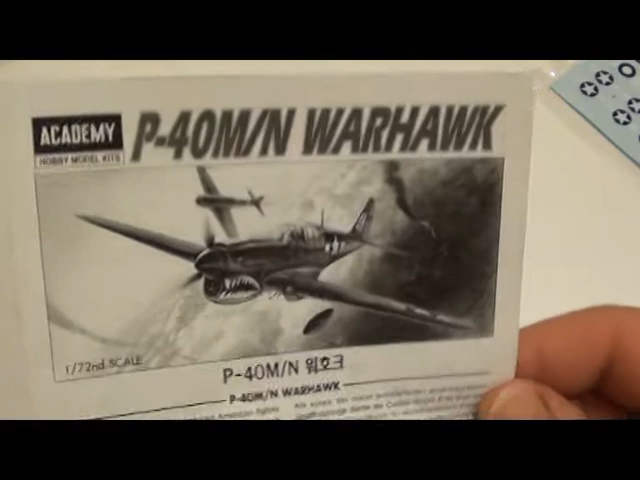 ACADEMY
HOBBY MODEL KITS
P-40M/N WARHAWK
1/72nd SCALE
P-40M/N 워호크
P-40M/N WARHAWK